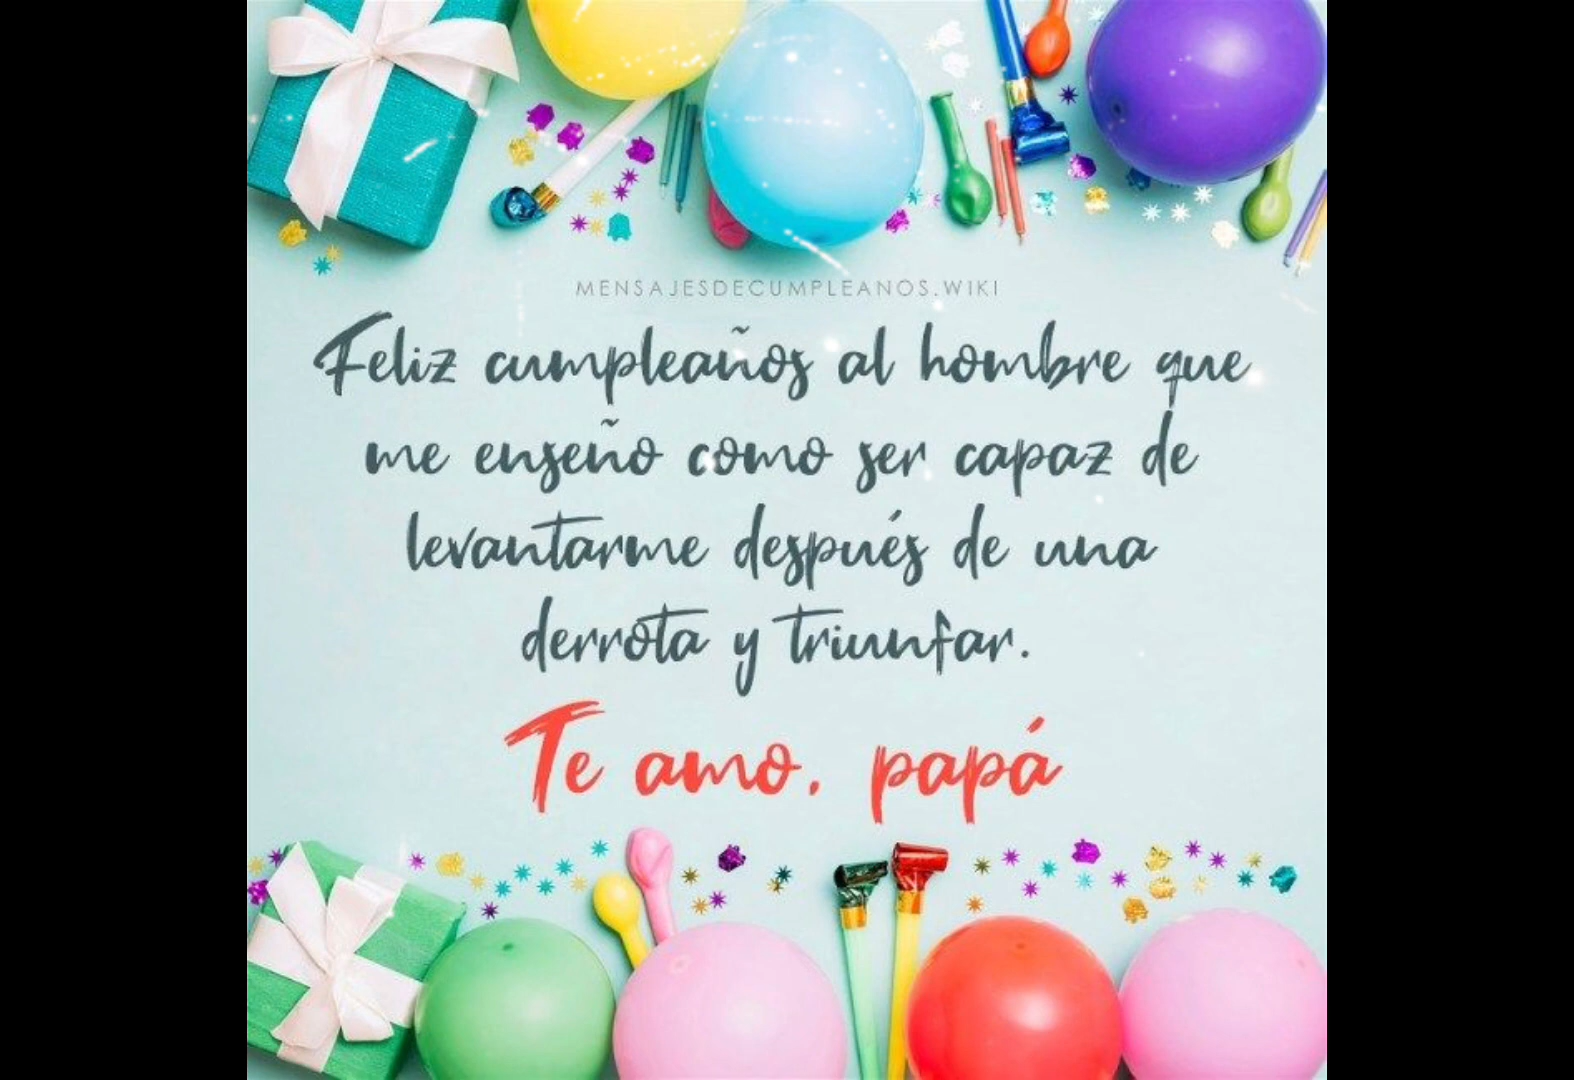 MENSAJESDECUMPLEANOS.WIKI
Feliz cumpleaños al hombre que
me enseño como ser capaz de
levantarme después de una
derrota y triunfar.
Te amo, papá